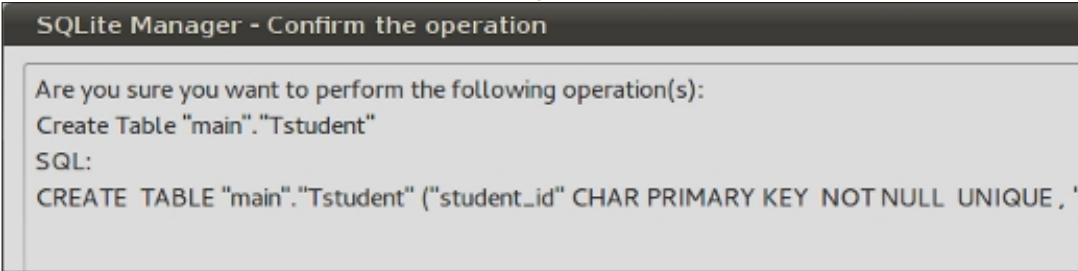 SQLite Manager - Confirm the operation
Are you sure you want to perform the following operation(s):
Create Table "main"."Tstudent"
SQL:
CREATE  TABLE "main"."Tstudent" ("student_id" CHAR PRIMARY KEY  NOT NULL  UNIQUE , "